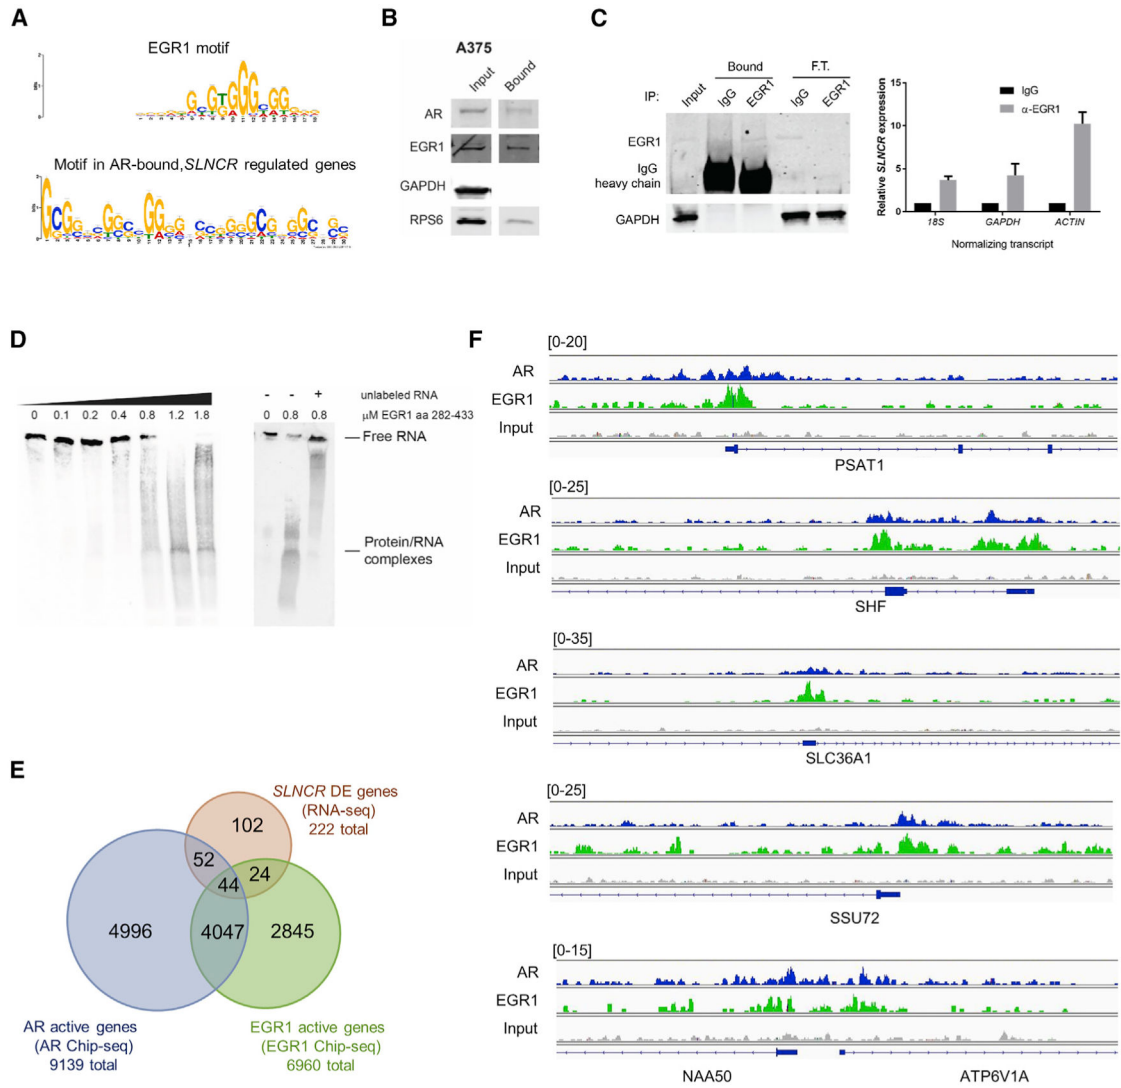 A
EGR1 motif
Motif in AR-bound,SLNCR regulated genes
B
A375
Input
Bound
AR
EGR1
GAPDH
RPS6
C
Bound
F.T.
IP:
Input
IgG
EGR1
IgG
EGR1
EGR1
IgG
heavy chain
GAPDH
Relative SLNCR expression
15
10
5
0
IgG
α-EGR1
18S
GAPDH
ACTIN
Normalizing transcript
D
0 0.1 0.2 0.4 0.8 1.2 1.8
- - + unlabeled RNA
0 0.8 0.8 μM EGR1 aa 282-433
Free RNA
Protein/RNA
complexes
E
SLNCR DE genes
(RNA-seq)
222 total
102
52
24
44
4996
4047
2845
AR active genes
(AR Chip-seq)
9139 total
EGR1 active genes
(EGR1 Chip-seq)
6960 total
F
[0-20]
AR
EGR1
Input
PSAT1
[0-25]
AR
EGR1
Input
SHF
[0-35]
AR
EGR1
Input
SLC36A1
[0-25]
AR
EGR1
Input
SSU72
[0-15]
AR
EGR1
Input
NAA50
ATP6V1A